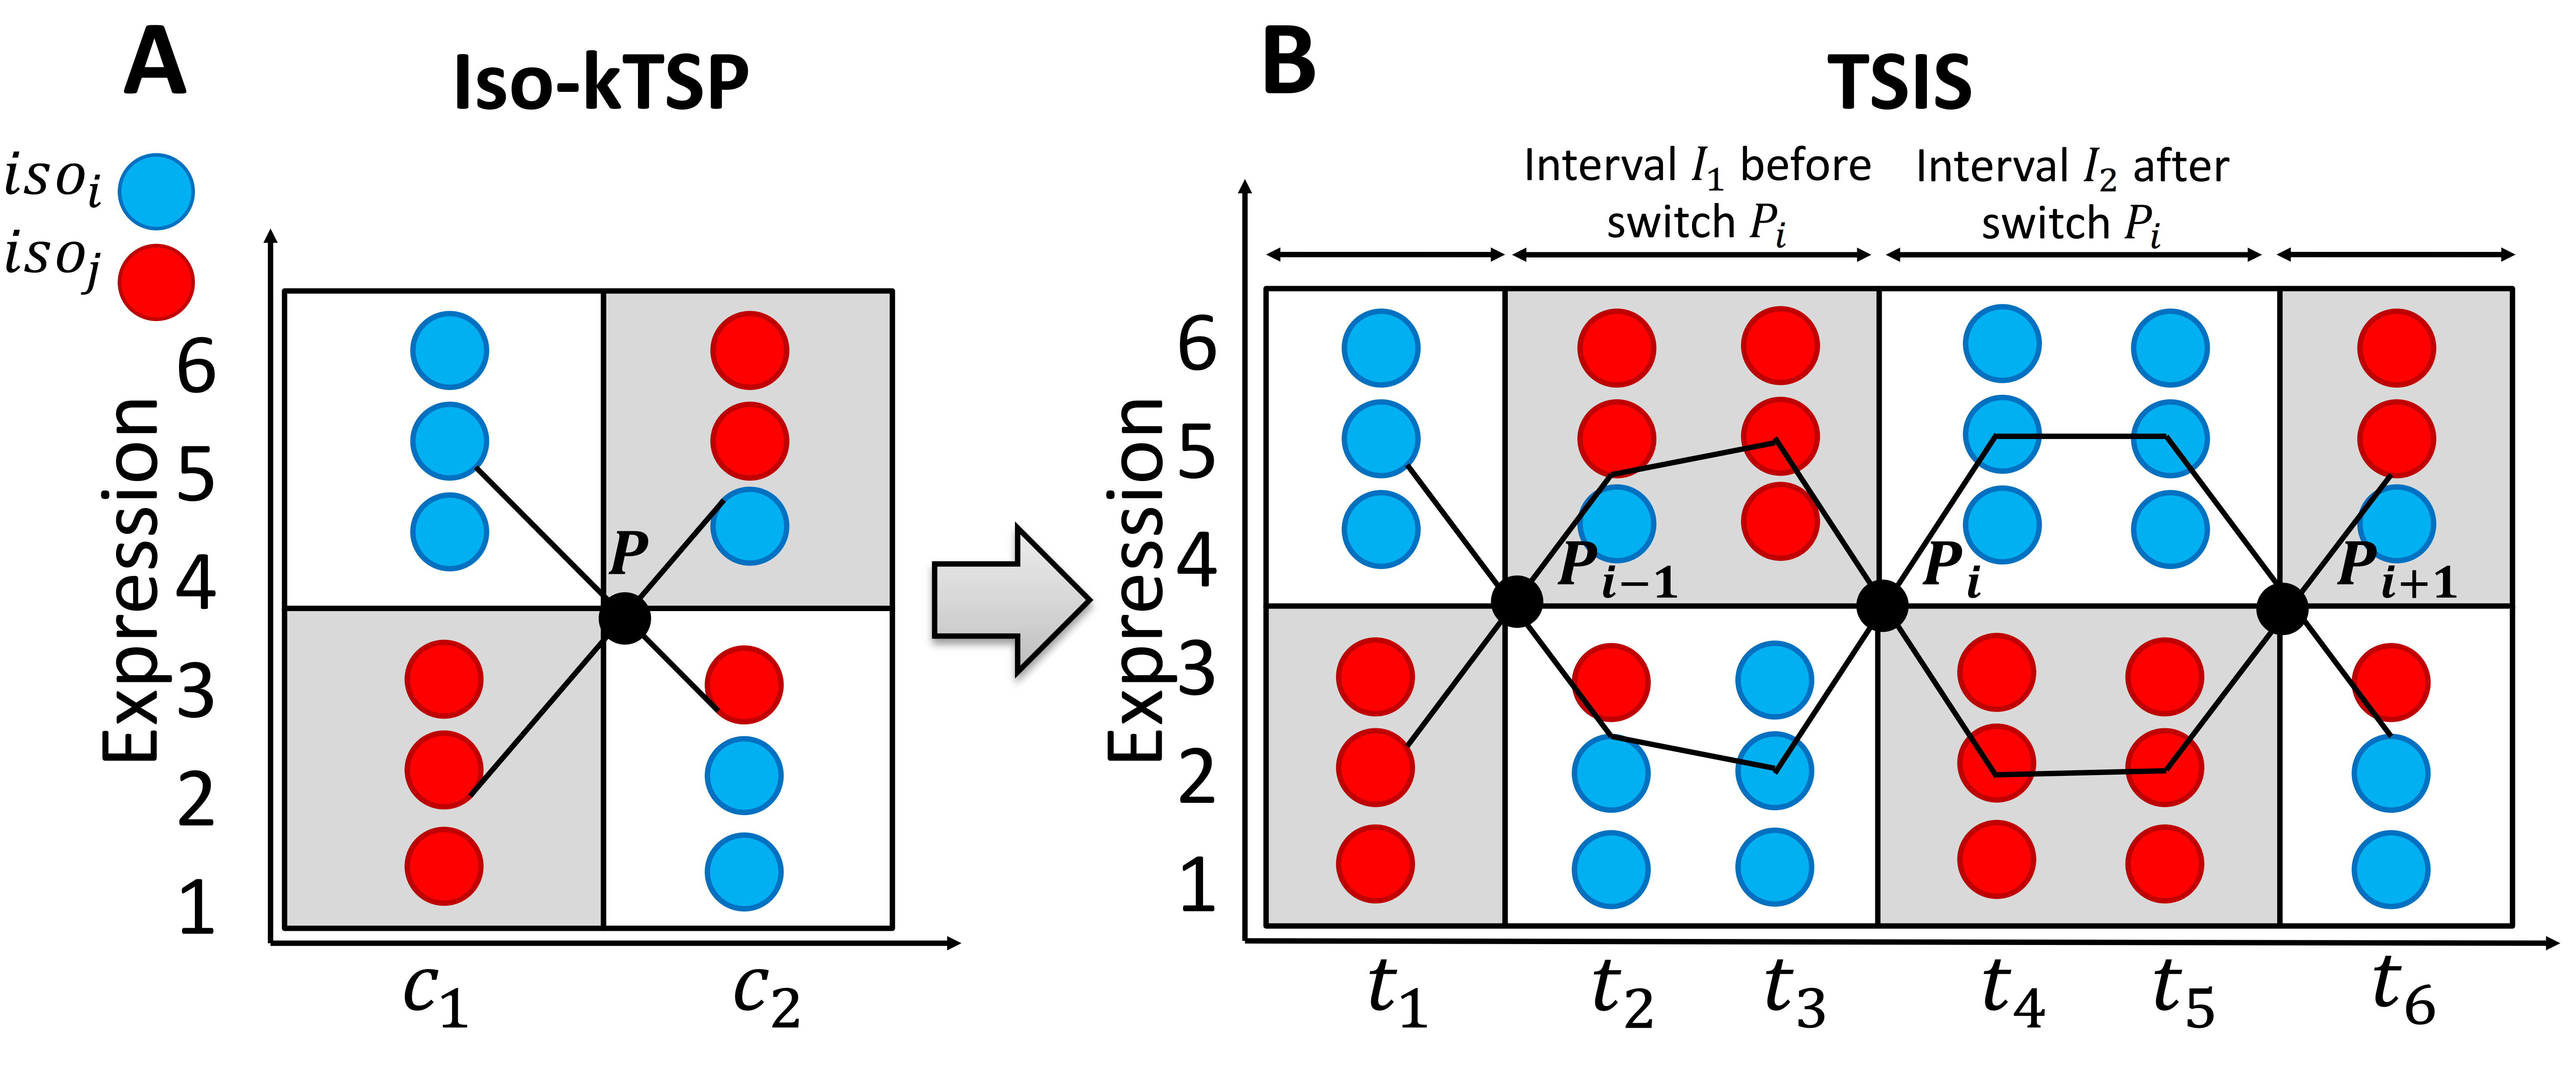 A
Iso-kTSP
iso_i
iso_j
Expression
6
5
4
3
2
1
P
c_1
c_2
B
TSIS
Interval I_1 before
switch P_i
Interval I_2 after
switch P_i
Expression
6
5
4
3
2
1
P_{i−1}
P_i
P_{i+1}
t_1
t_2
t_3
t_4
t_5
t_6